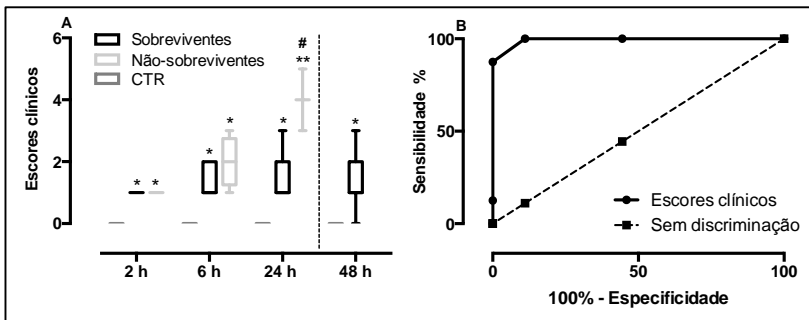 A
Escores clínicos
6
4
2
0
Sobreviventes
Não-sobreviventes
CTR
* *
*
*
*
#
**
*
2 h 6 h 24 h 48 h
B
Sensibilidade %
100
50
0
Escores clínicos
Sem discriminação
0 50 100
100% - Especificidade